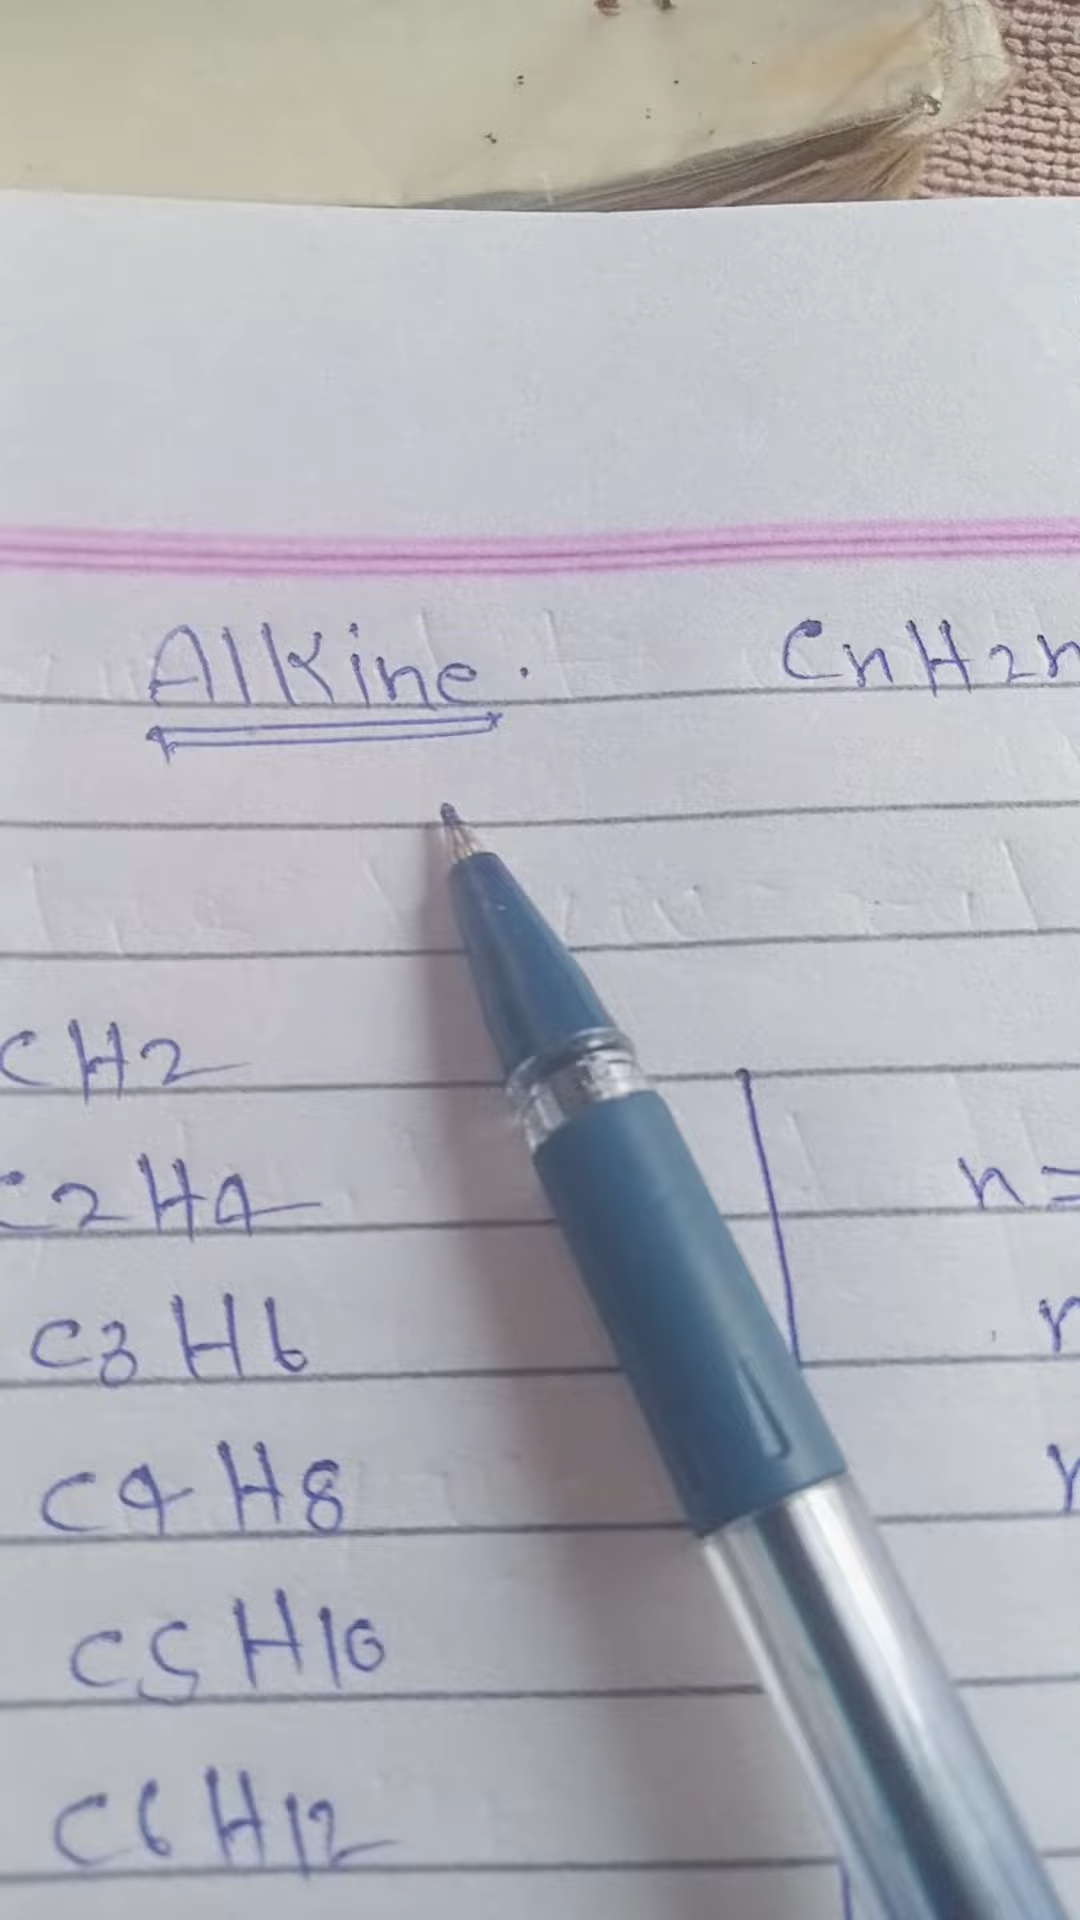 Alkine. CnH2n
CH2
C2H4 n=
C3H6 n
C4H8 n
C5H10
C6H12